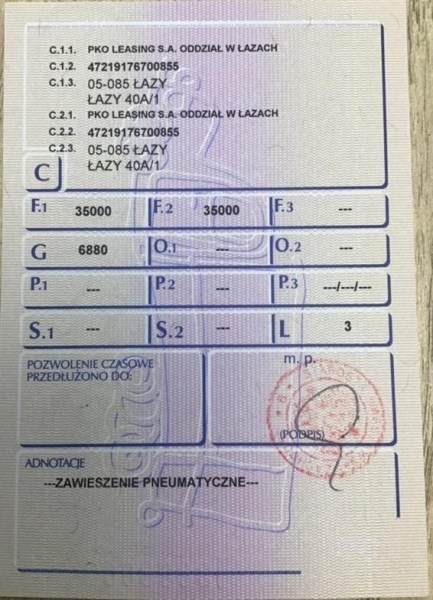 C.1.1. PKO LEASING S.A. ODDZIAŁ W ŁAZACH
C.1.2. 47219176700855
C.1.3. 05-085 ŁAZY
ŁAZY 40A/1
C.2.1. PKO LEASING S.A. ODDZIAŁ W ŁAZACH
C.2.2. 47219176700855
C.2.3. 05-085 ŁAZY
ŁAZY 40A/1
C
F.1 35000 F.2 35000 F.3 ---
G 6880 O.1 --- O.2 ---
P.1 --- P.2 --- P.3 ---/---/---
S.1 --- S.2 --- L 3
POZWOLENIE CZASOWE m. p.
PRZEDŁUŻONO DO:
(PODPIS)
ADNOTACJE
---ZAWIESZENIE PNEUMATYCZNE---